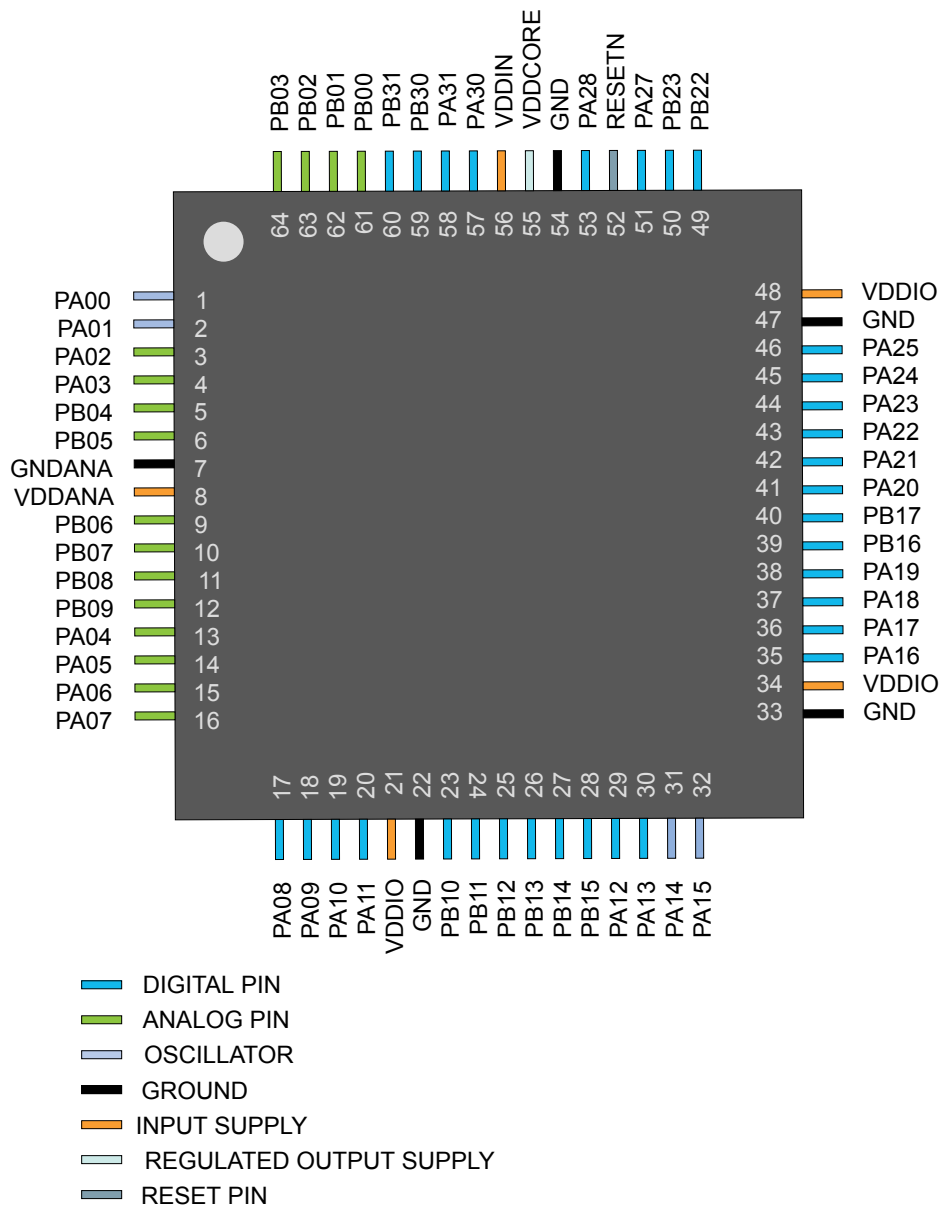 PB03
PB02
PB01
PB00
PB31
PB30
PA31
PA30
VDDIN
VDDCORE
GND
PA28
RESETN
PA27
PB23
PB22
64
63
62
61
60
59
58
57
56
55
54
53
52
51
50
49
PA00 1
PA01 2
PA02 3
PA03 4
PB04 5
PB05 6
GNDANA 7
VDDANA 8
PB06 9
PB07 10
PB08 11
PB09 12
PA04 13
PA05 14
PA06 15
PA07 16
48 VDDIO
47 GND
46 PA25
45 PA24
44 PA23
43 PA22
42 PA21
41 PA20
40 PB17
39 PB16
38 PA19
37 PA18
36 PA17
35 PA16
34 VDDIO
33 GND
17
18
19
20
21
22
23
24
25
26
27
28
29
30
31
32
PA08
PA09
PA10
PA11
VDDIO
GND
PB10
PB11
PB12
PB13
PB14
PB15
PA12
PA13
PA14
PA15
DIGITAL PIN
ANALOG PIN
OSCILLATOR
GROUND
INPUT SUPPLY
REGULATED OUTPUT SUPPLY
RESET PIN